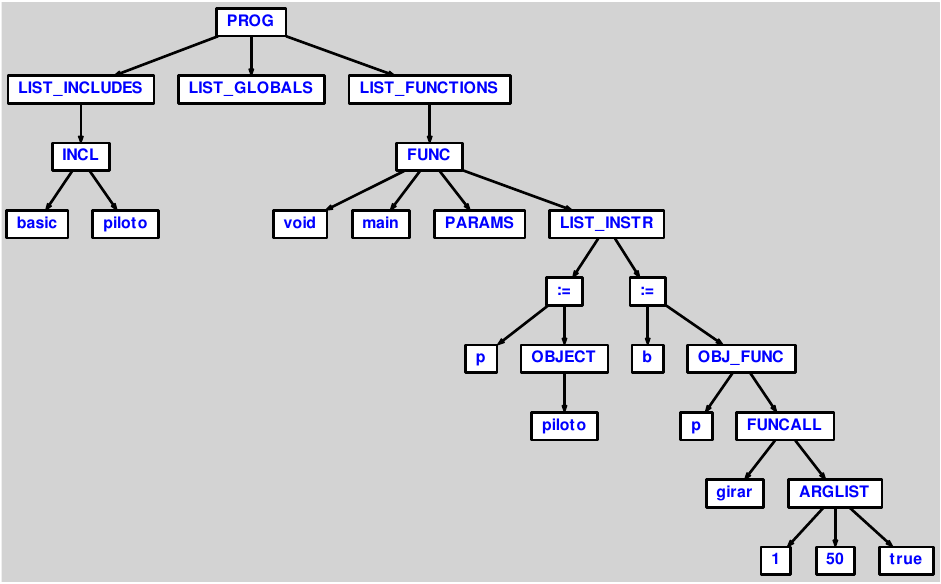 PROG
LIST_INCLUDES LIST_GLOBALS LIST_FUNCTIONS
INCL FUNC
basic piloto void main PARAMS LIST_INSTR
:= :=
p OBJECT b OBJ_FUNC
piloto p FUNCALL
girar ARGLIST
1 50 true